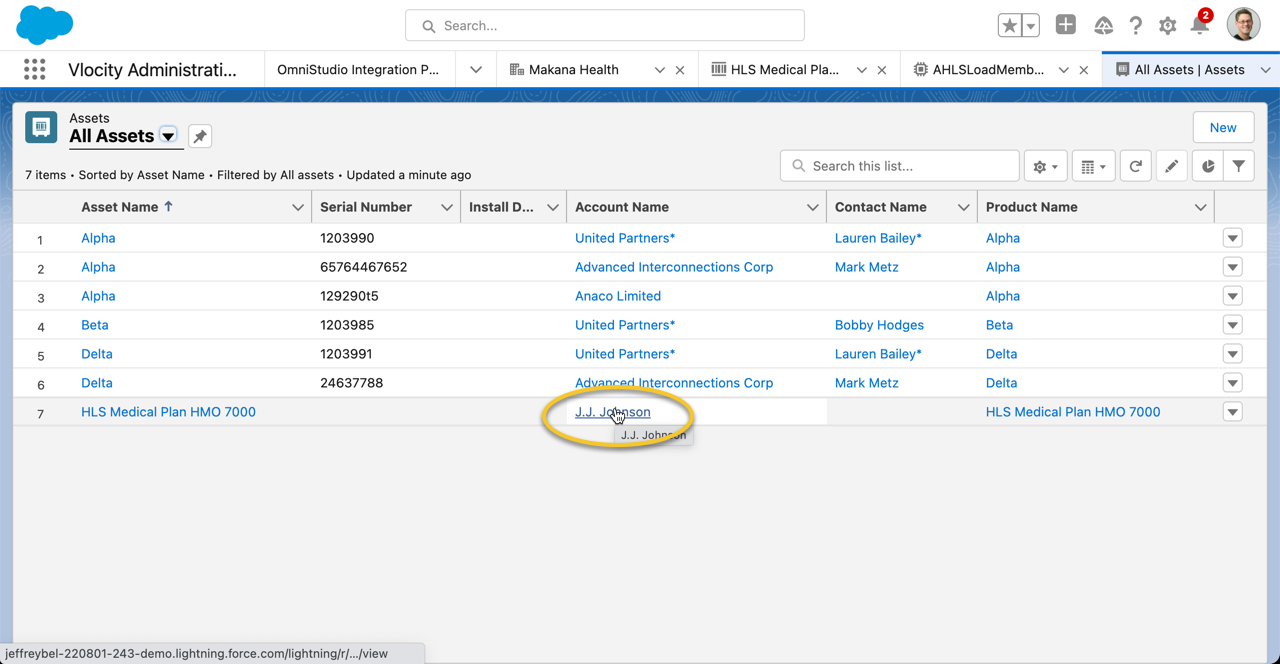 Search...
2
Vlocity Administrati...
OmniStudio Integration P...
Makana Health
HLS Medical Pla...
AHLSLoadMemb...
All Assets | Assets
Assets
All Assets
New
7 items • Sorted by Asset Name • Filtered by All assets • Updated a minute ago
Search this list...
Asset Name Serial Number Install D... Account Name Contact Name Product Name
1 Alpha 1203990 United Partners* Lauren Bailey* Alpha
2 Alpha 65764467652 Advanced Interconnections Corp Mark Metz Alpha
3 Alpha 129290t5 Anaco Limited Alpha
4 Beta 1203985 United Partners* Bobby Hodges Beta
5 Delta 1203991 United Partners* Lauren Bailey* Delta
6 Delta 24637788 Advanced Interconnections Corp Mark Metz Delta
7 HLS Medical Plan HMO 7000 J.J. Johnson HLS Medical Plan HMO 7000
J.J. Johnson
jeffreybel-220801-243-demo.lightning.force.com/lightning/r/.../view